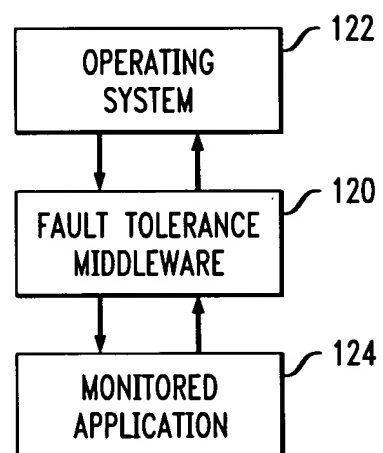 122
OPERATING
SYSTEM
120
FAULT TOLERANCE
MIDDLEWARE
124
MONITORED
APPLICATION